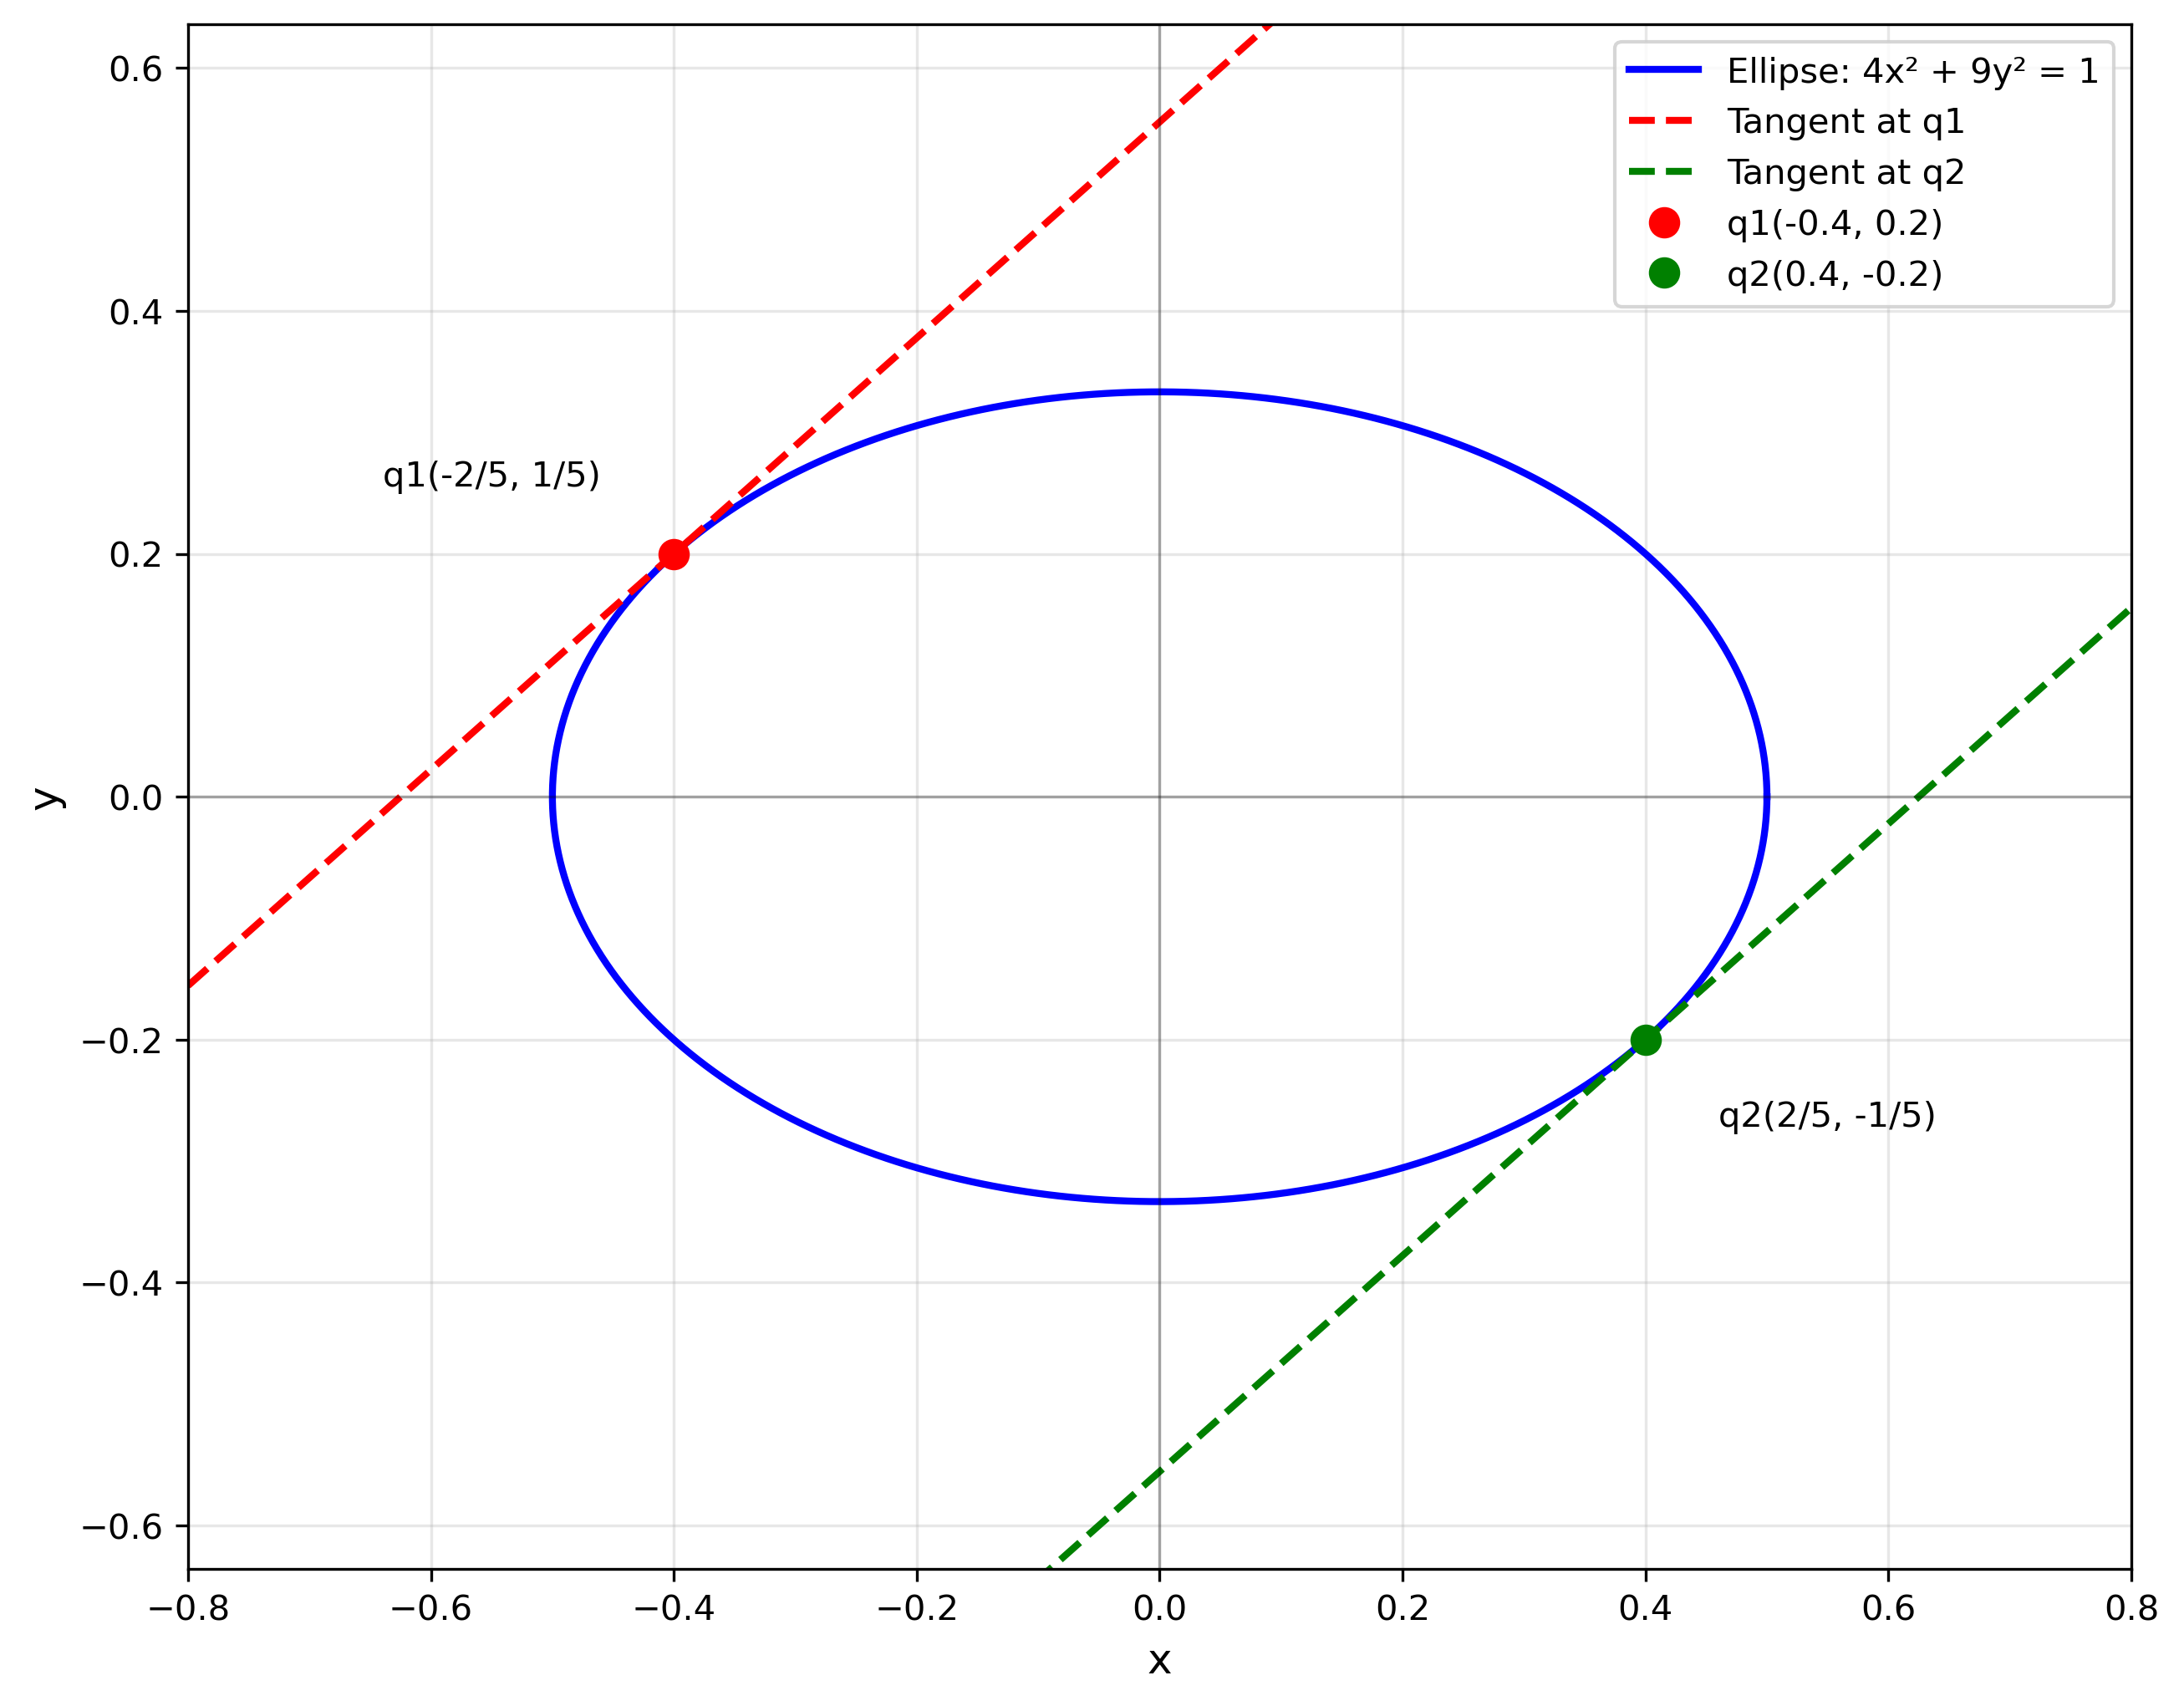 Ellipse: 4x² + 9y² = 1
Tangent at q1
Tangent at q2
q1(-0.4, 0.2)
q2(0.4, -0.2)
0.6
0.4
0.2
0.0
−0.2
−0.4
−0.6
y
q1(-2/5, 1/5)
q2(2/5, -1/5)
−0.8 −0.6 −0.4 −0.2 0.0 0.2 0.4 0.6 0.8
x